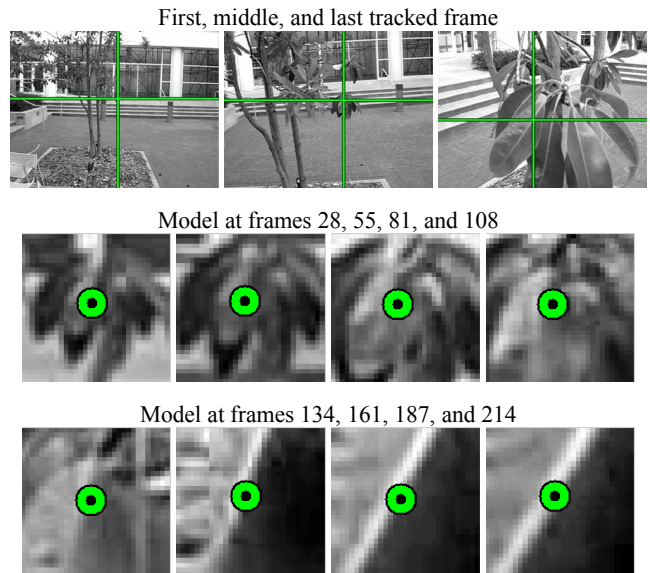 First, middle, and last tracked frame
Model at frames 28, 55, 81, and 108
Model at frames 134, 161, 187, and 214